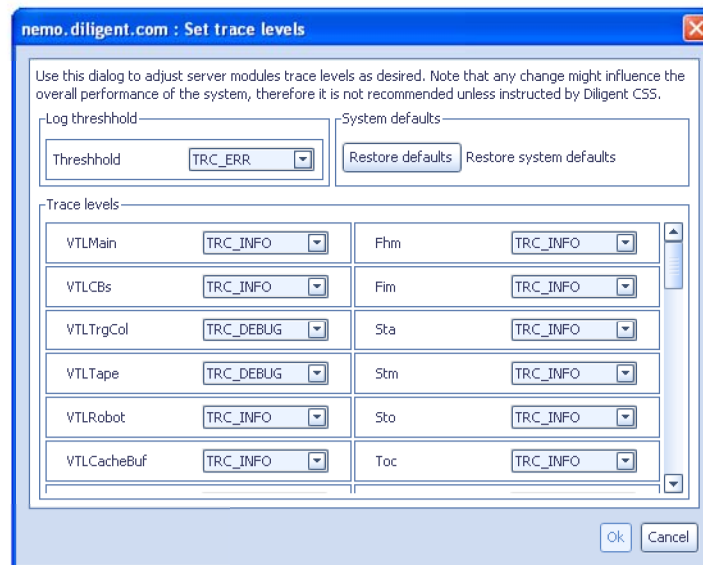 nemo.diligent.com : Set trace levels
Use this dialog to adjust server modules trace levels as desired. Note that any change might influence the
overall performance of the system, therefore it is not recommended unless instructed by Diligent CSS.
Log threshhold
System defaults
Threshhold TRC_ERR
Restore defaults Restore system defaults
Trace levels
VTLMain TRC_INFO Fhm TRC_INFO
VTLCBs TRC_INFO Fim TRC_INFO
VTLTrgCol TRC_DEBUG Sta TRC_INFO
VTLTape TRC_DEBUG Stm TRC_INFO
VTLRobot TRC_INFO Sto TRC_INFO
VTLCacheBuf TRC_INFO Toc TRC_INFO
Ok Cancel